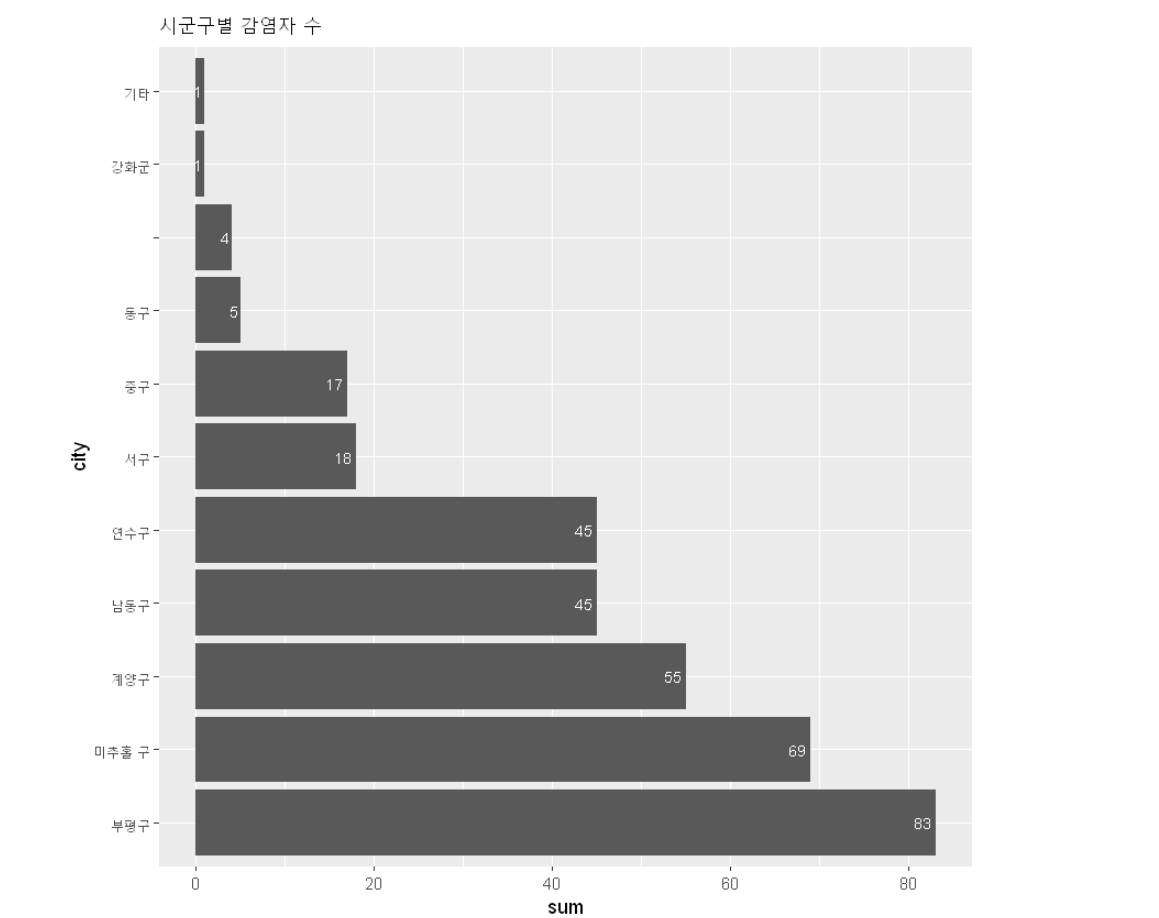 시군구별 감염자 수
기타
1
강화군
1
4
동구
5
중구
17
서구
18
city
연수구
45
남동구
45
계양구
55
미추홀 구
69
부평구
83
0 20 40 60 80
sum